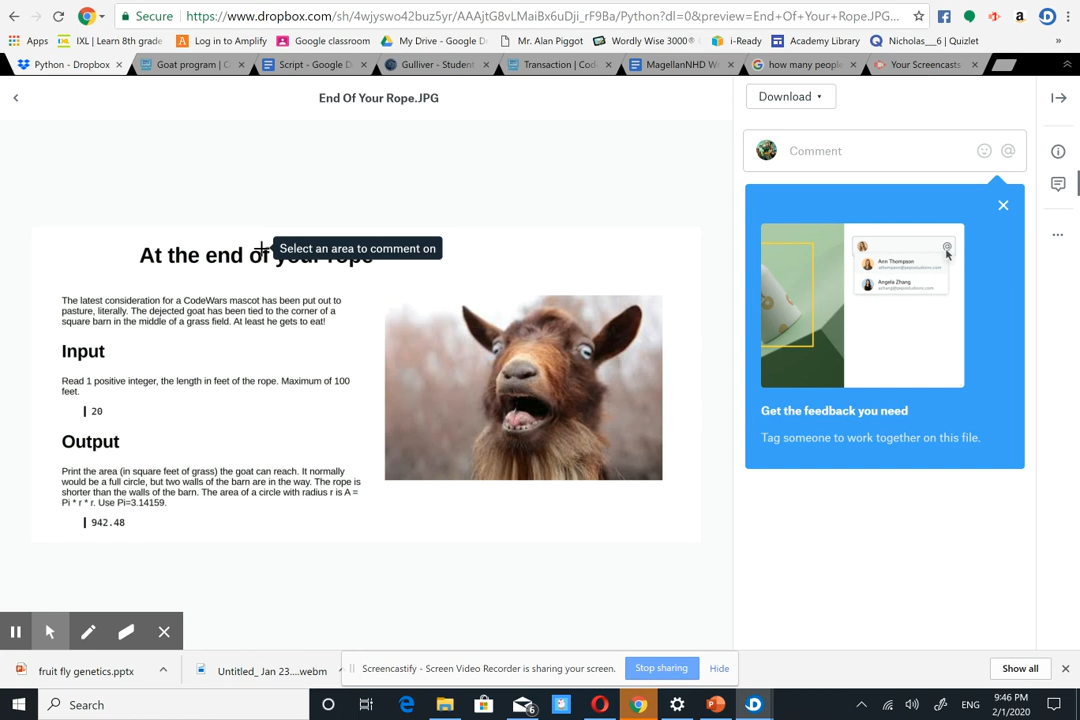 Secure
https://www.dropbox.com/sh/4wjyswo42buz5yr/AAAjtG8vLMaiBx6uDji_rF9Ba/Python?dl=0&preview=End+Of+Your+Rope.JPG...
Apps
IXL | Learn 8th grade
Log in to Amplify
Google classroom
My Drive - Google D
Mr. Alan Piggot
Wordly Wise 3000®
i-Ready
Academy Library
Nicholas___6 | Quizlet
»
Python - Dropbox
Goat program | C
Script - Google D
Gulliver - Student
Transaction | Cod
MagellanNHD W
how many people
Your Screencasts
End Of Your Rope.JPG
Download
Comment
At the end of your rope
Select an area to comment on
The latest consideration for a CodeWars mascot has been put out to
pasture, literally. The dejected goat has been tied to the corner of a
square barn in the middle of a grass field. At least he gets to eat!
Input
Read 1 positive integer, the length in feet of the rope. Maximum of 100
feet.
20
Output
Print the area (in square feet of grass) the goat can reach. It normally
would be a full circle, but two walls of the barn are in the way. The rope is
shorter than the walls of the barn. The area of a circle with radius r is A =
Pi * r * r. Use Pi=3.14159.
942.48
Ann Thompson
Angela Zhang
Get the feedback you need
Tag someone to work together on this file.
fruit fly genetics.pptx
Untitled_ Jan 23....webm
Screencastify - Screen Video Recorder is sharing your screen.
Stop sharing
Hide
Show all
Search
6
ENG
9:46 PM
2/1/2020